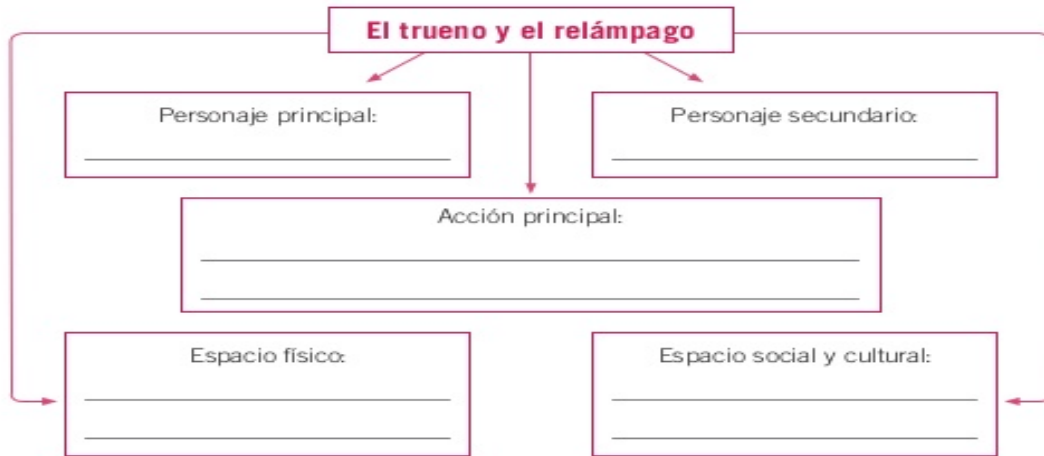 El trueno y el relámpago
Personaje principal:
Personaje secundario:
Acción principal:
Espacio físico:
Espacio social y cultural: